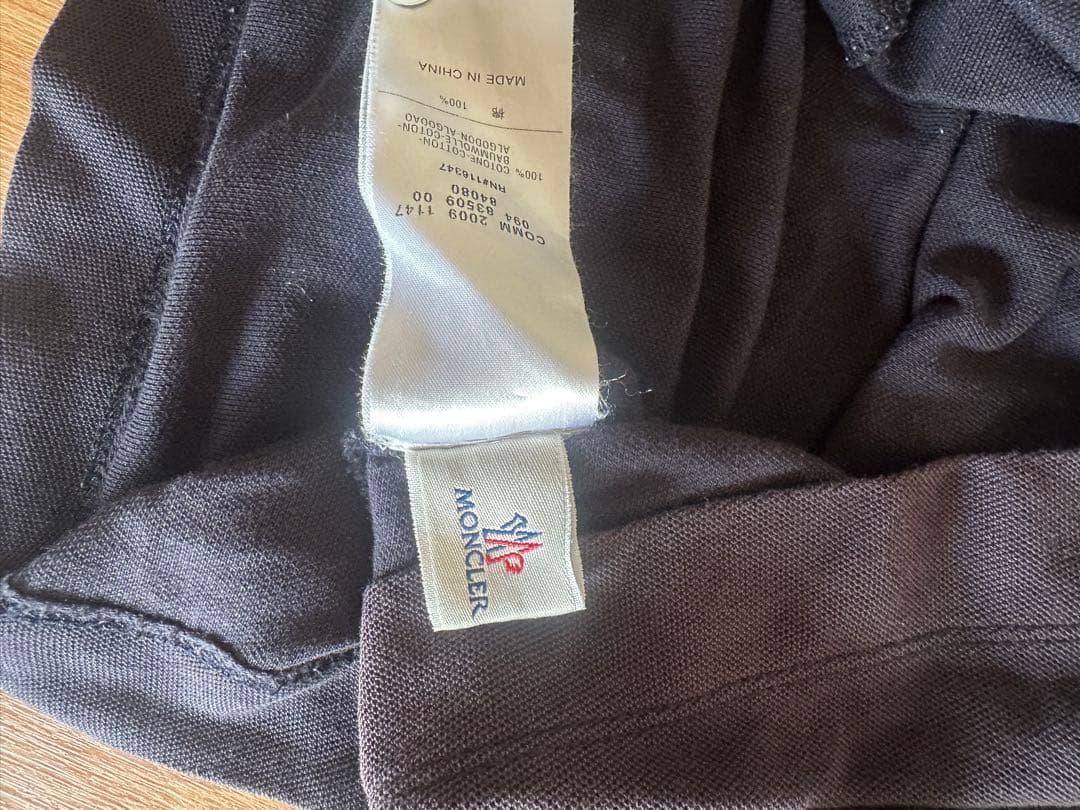 COMM 2009 1147
094 83509 00
84080
RN#116347
100% COTONE-COTTON-
BAUMWOLLE-COTON-
ALGODON-ALGODAO
棉 100%
MADE IN CHINA
MONCLER